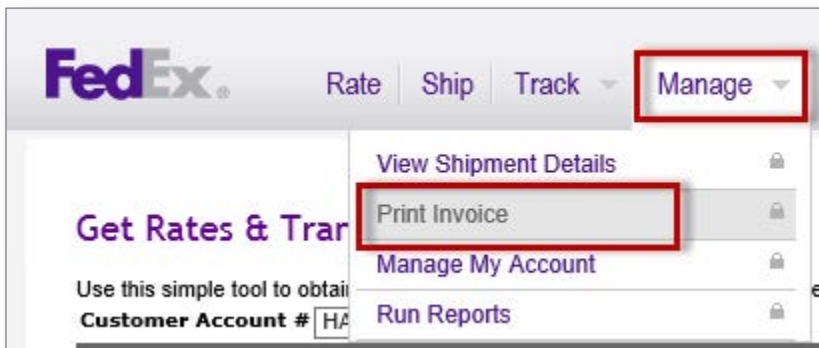 FedEx® Rate Ship Track Manage
View Shipment Details
Print Invoice
Get Rates & Tran
Manage My Account
Use this simple tool to obtain
Customer Account # HA
Run Reports